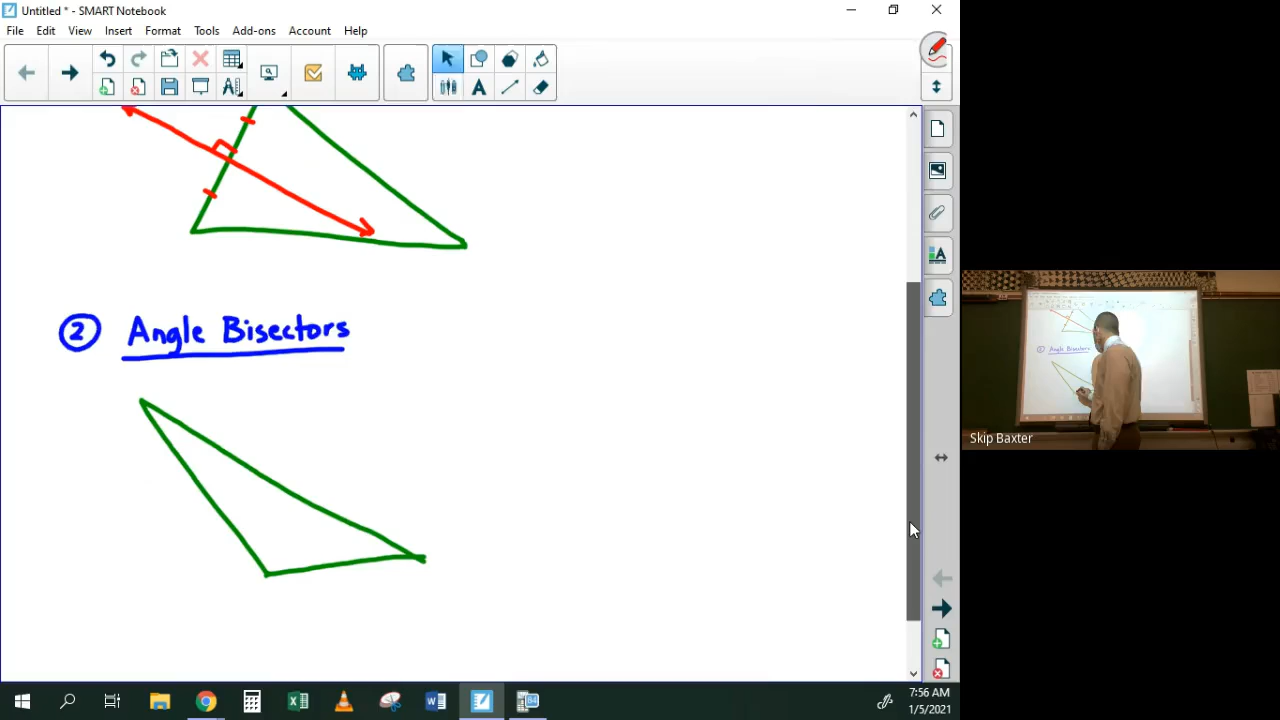 Untitled * - SMART Notebook
File Edit View Insert Format Tools Add-ons Account Help
② Angle Bisectors
Skip Baxter
7:56 AM
1/5/2021